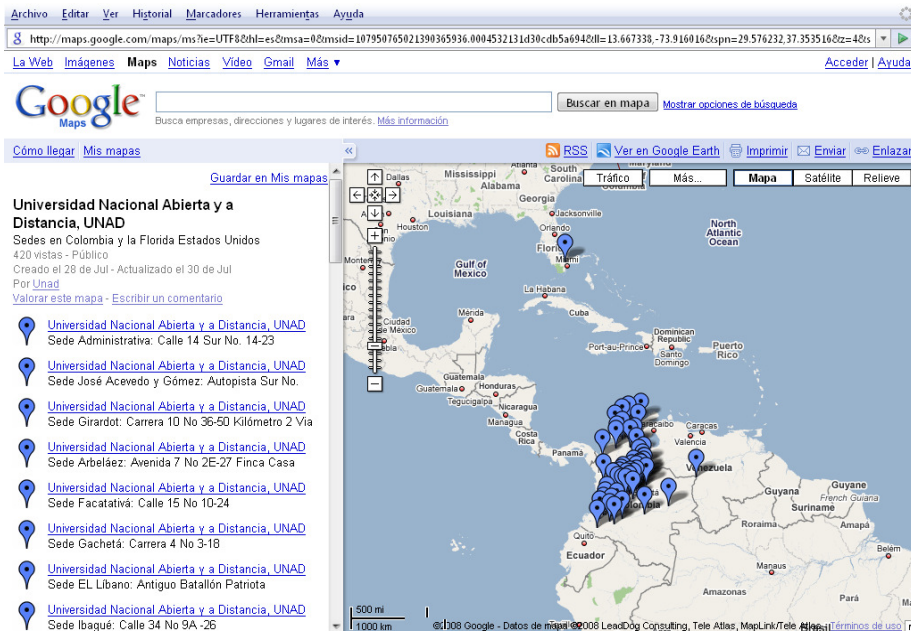 Archivo Editar Ver Historial Marcadores Herramientas Ayuda
http://maps.google.com/maps/ms?ie=UTF8&hl=es&msa=0&msid=107950765021390365936.0004532131d30cdb5a694&ll=13.667338,-73.916016&spn=29.576232,37.353516&z=4&s
La Web Imágenes Maps Noticias Vídeo Gmail Más ▼
Acceder | Ayuda
Google
Maps
Buscar en mapa
Mostrar opciones de búsqueda
Busca empresas, direcciones y lugares de interés. Más información
Cómo llegar Mis mapas
«
RSS Ver en Google Earth Imprimir Enviar Enlazar
Guardar en Mis mapas
Universidad Nacional Abierta y a
Distancia, UNAD
Sedes en Colombia y la Florida Estados Unidos
420 vistas - Público
Creado el 28 de Jul - Actualizado el 30 de Jul
Por Unad
Valorar este mapa - Escribir un comentario
Universidad Nacional Abierta y a Distancia, UNAD
Sede Administrativa: Calle 14 Sur No. 14-23
Universidad Nacional Abierta y a Distancia, UNAD
Sede José Acevedo y Gómez: Autopista Sur No.
Universidad Nacional Abierta y a Distancia, UNAD
Sede Girardot: Carrera 10 No 36-50 Kilómetro 2 Via
Universidad Nacional Abierta y a Distancia, UNAD
Sede Arbeláez: Avenida 7 No 2E-27 Finca Casa
Universidad Nacional Abierta y a Distancia, UNAD
Sede Facatativá: Calle 15 No 10-24
Universidad Nacional Abierta y a Distancia, UNAD
Sede Gachetá: Carrera 4 No 3-18
Universidad Nacional Abierta y a Distancia, UNAD
Sede EL Líbano: Antiguo Batallón Patriota
Universidad Nacional Abierta y a Distancia, UNAD
Sede Ibagué: Calle 34 No 9A -26
Tráfico Más... Mapa Satélite Relieve
Atlanta
Dallas
Mississippi
Alabama
South
Carolina
Georgia
Louisiana
Jacksonville
Houston
Orlando
Miami
North
Atlantic
Ocean
Gulf of
Mexico
La Habana
Mérida
Cuba
Ciudad
de México
Dominican
Republic
Port-au-Prince
Santo
Domingo
Puerto
Rico
Guatemala
Guatemala
Honduras
Tegucigalpa
Nicaragua
Managua
Costa
Rica
Panamá
Caracas
Valencia
Venezuela
Guyana
Guyane
French Guiana
Suriname
Roraima
Amapá
Quito
Ecuador
Belém
Manaus
Amazonas
Pará
500 mi
1000 km
©2008 Google - Datos de mapa ©2008 LeadDog Consulting, Tele Atlas, MapLink/Tele Atlas Términos de uso